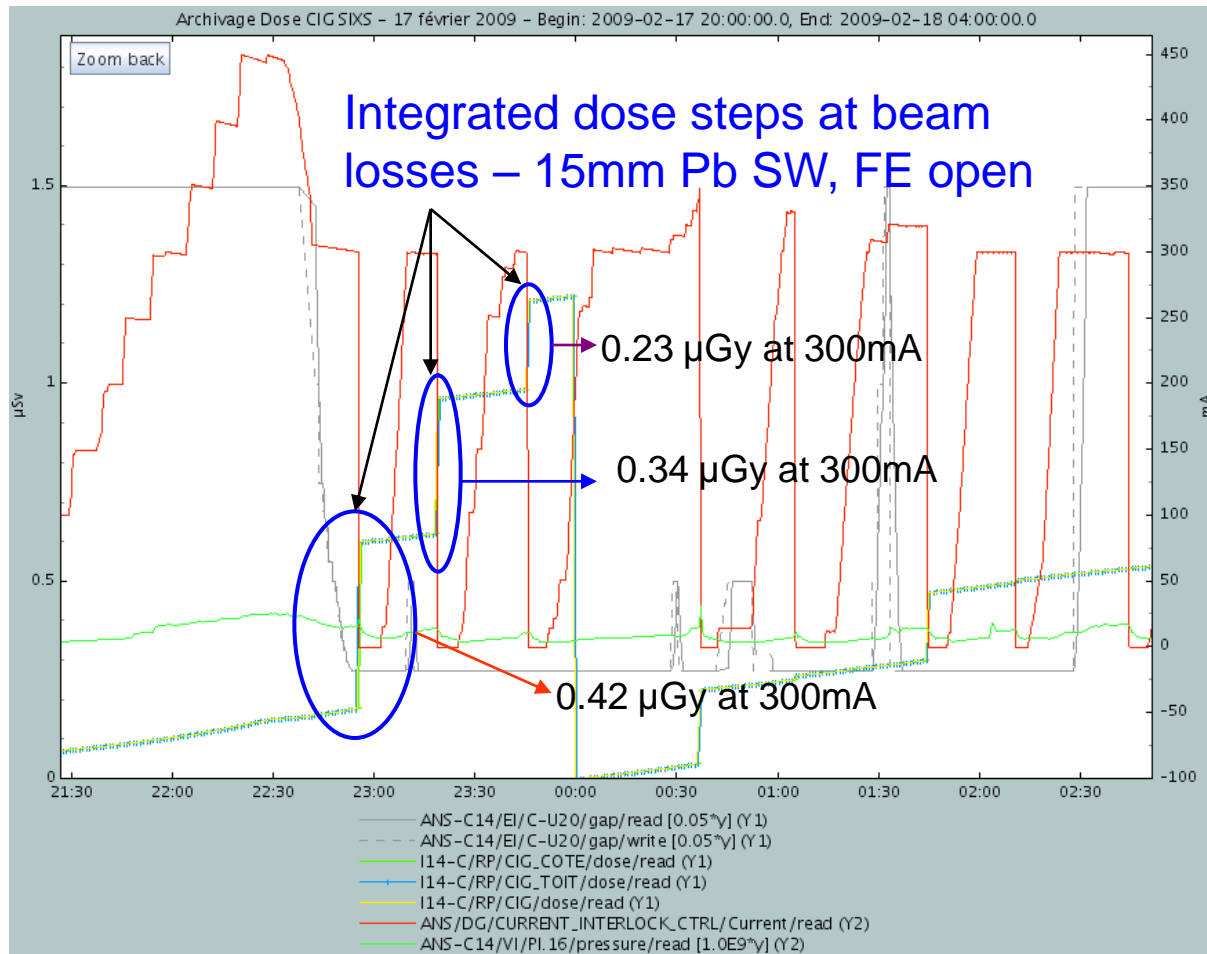 Archivage Dose CIG SIXS - 17 février 2009 - Begin: 2009-02-17 20:00:00.0, End: 2009-02-18 04:00:00.0
Zoom back
Integrated dose steps at beam
losses – 15mm Pb SW, FE open
0.23 µGy at 300mA
0.34 µGy at 300mA
0.42 µGy at 300mA
µSv
1.5
1
0.5
0
mA
450
400
350
300
250
200
150
100
50
0
-50
-100
21:30 22:00 22:30 23:00 23:30 00:00 00:30 01:00 01:30 02:00 02:30
ANS-C14/EI/C-U20/gap/read [0.05*y] (Y1)
ANS-C14/EI/C-U20/gap/write [0.05*y] (Y1)
I14-C/RP/CIG_COTE/dose/read (Y1)
I14-C/RP/CIG_TOIT/dose/read (Y1)
I14-C/RP/CIG/dose/read (Y1)
ANS/DG/CURRENT_INTERLOCK_CTRL/Current/read (Y2)
ANS-C14/VI/PI.16/pressure/read [1.0E9*y] (Y2)